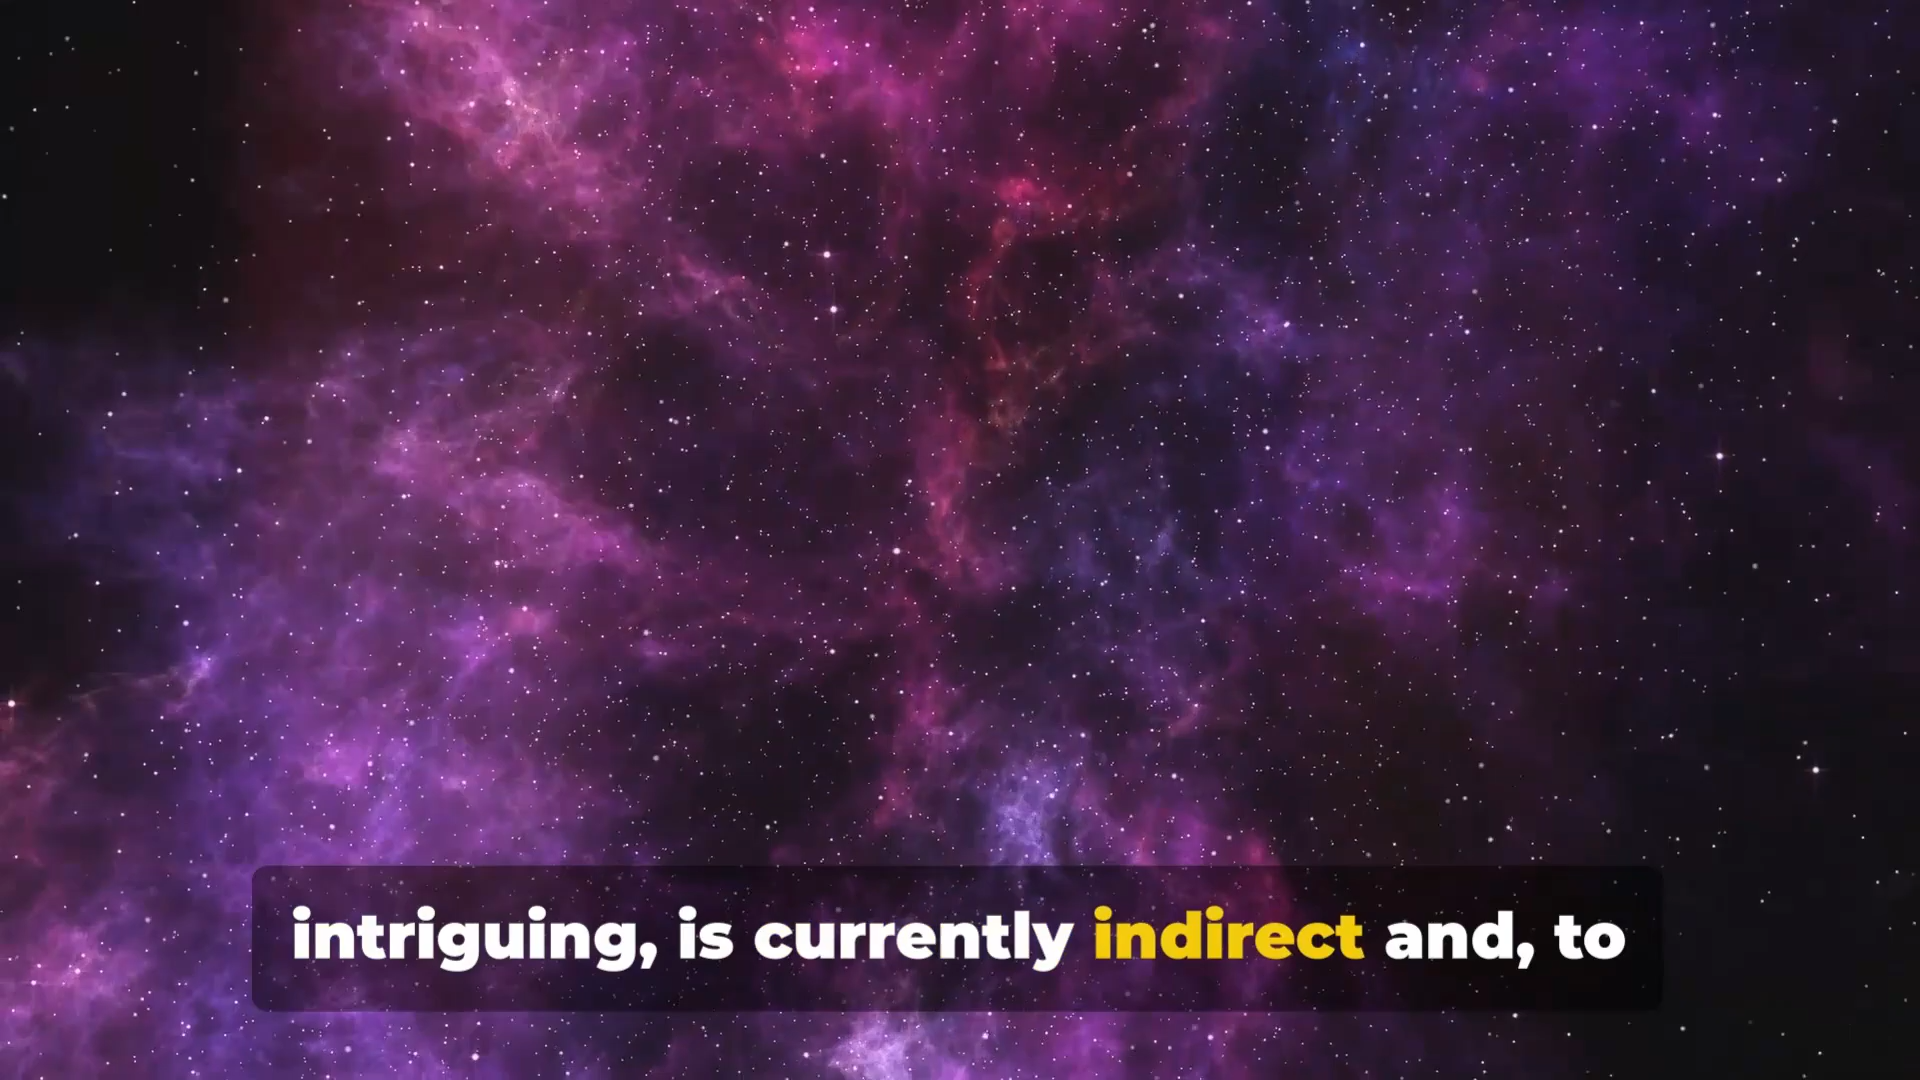 intriguing, is currently indirect and, to